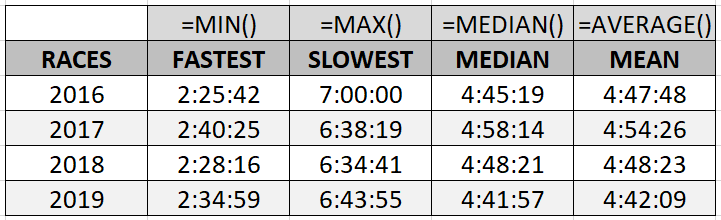 =MIN() =MAX() =MEDIAN() =AVERAGE()
RACES FASTEST SLOWEST MEDIAN MEAN
2016 2:25:42 7:00:00 4:45:19 4:47:48
2017 2:40:25 6:38:19 4:58:14 4:54:26
2018 2:28:16 6:34:41 4:48:21 4:48:23
2019 2:34:59 6:43:55 4:41:57 4:42:09